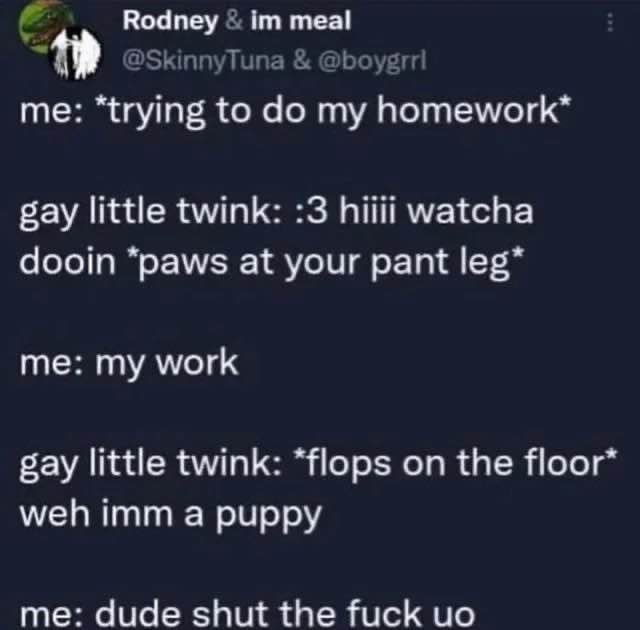 Rodney & im meal
@SkinnyTuna & @boygrrl
me: *trying to do my homework*
gay little twink: :3 hiiii watcha
dooin *paws at your pant leg*
me: my work
gay little twink: *flops on the floor*
weh imm a puppy
me: dude shut the fuck uo